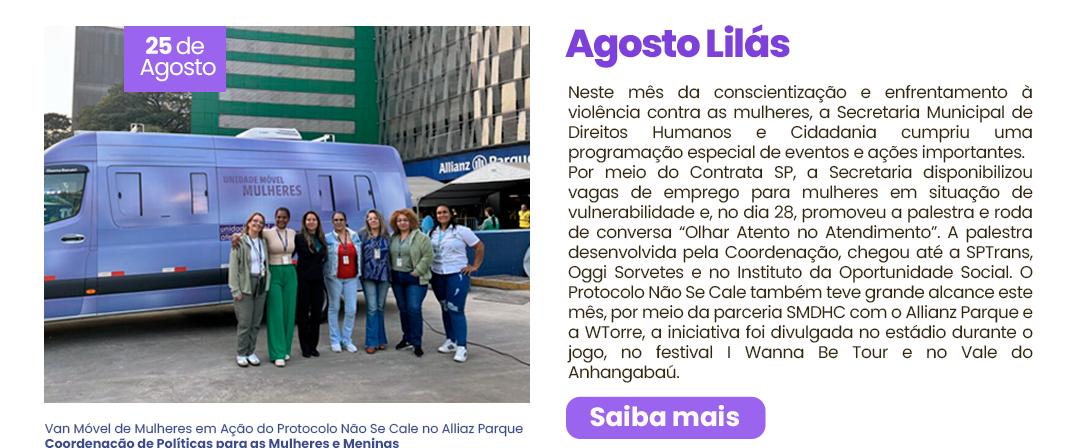 25 de
Agosto
Allianz Parque
UNIDADE MÓVEL
MULHERES
Agosto Lilás
Neste mês da conscientização e enfrentamento à
violência contra as mulheres, a Secretaria Municipal de
Direitos Humanos e Cidadania cumpriu uma
programação especial de eventos e ações importantes.
Por meio do Contrata SP, a Secretaria disponibilizou
vagas de emprego para mulheres em situação de
vulnerabilidade e, no dia 28, promoveu a palestra e roda
de conversa “Olhar Atento no Atendimento”. A palestra
desenvolvida pela Coordenação, chegou até a SPTrans,
Oggi Sorvetes e no Instituto da Oportunidade Social. O
Protocolo Não Se Cale também teve grande alcance este
mês, por meio da parceria SMDHC com o Allianz Parque e
a WTorre, a iniciativa foi divulgada no estádio durante o
jogo, no festival I Wanna Be Tour e no Vale do
Anhangabaú.
Saiba mais
Van Móvel de Mulheres em Ação do Protocolo Não Se Cale no Alliaz Parque
Coordenação de Políticas para as Mulheres e Meninas